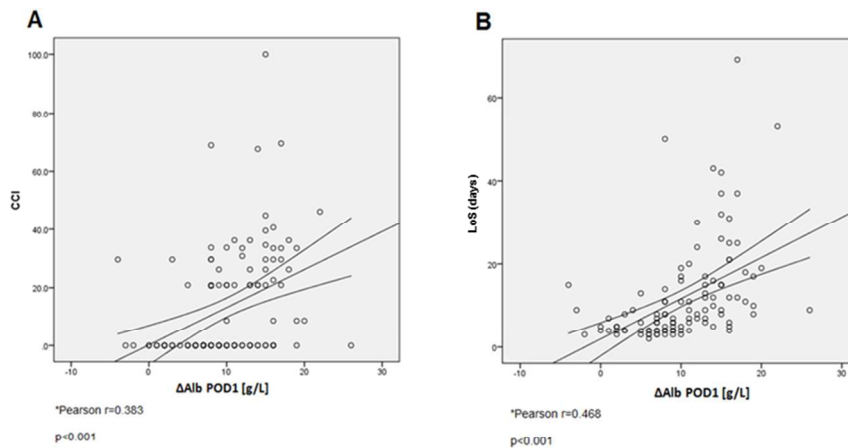 A
B
100.0
80.0
60.0
40.0
20.0
.0
CCI
-10
0
10
20
30
ΔAlb POD1 [g/L]
*Pearson r=0.383
p<0.001
60
40
20
0
LoS (days)
-10
0
10
20
30
ΔAlb POD1 [g/L]
*Pearson r=0.468
p<0.001